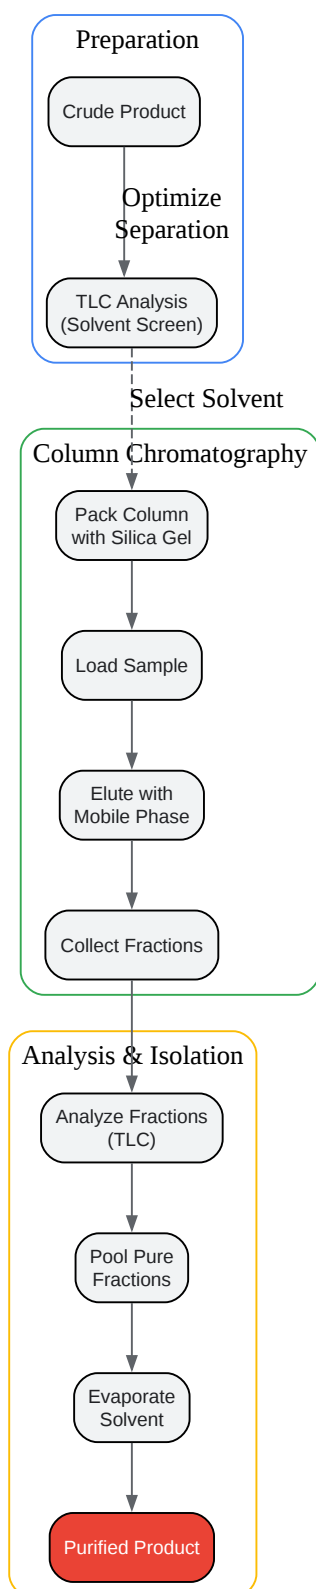 Preparation
Crude Product
Optimize
Separation
TLC Analysis
(Solvent Screen)
Select Solvent
Column Chromatography
Pack Column
with Silica Gel
Load Sample
Elute with
Mobile Phase
Collect Fractions
Analysis & Isolation
Analyze Fractions
(TLC)
Pool Pure
Fractions
Evaporate
Solvent
Purified Product